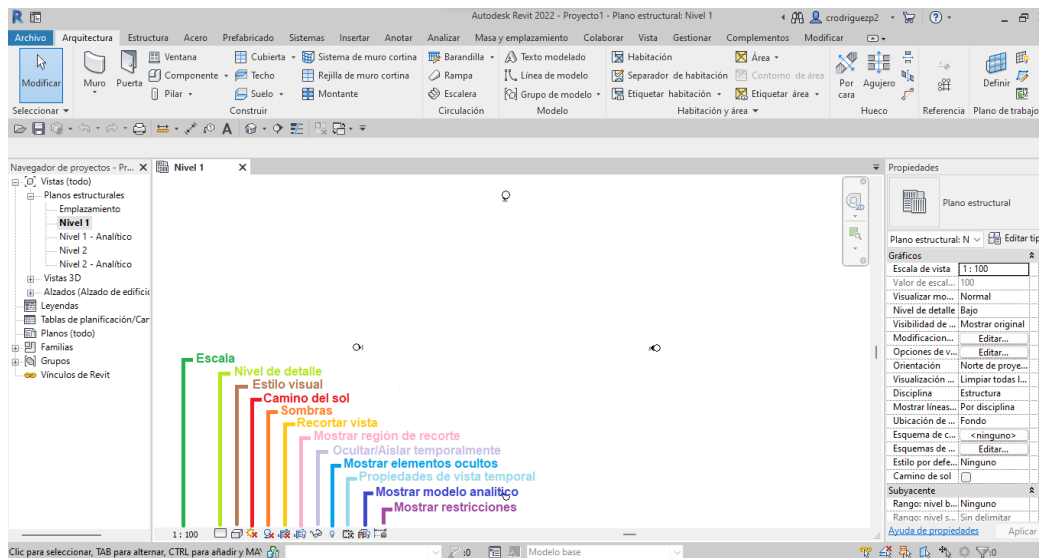 Autodesk Revit 2022 - Proyecto1 - Plano estructural: Nivel 1
crodriguezp2
Archivo Arquitectura Estructura Acero Prefabricado Sistemas Insertar Anotar Analizar Masa y emplazamiento Colaborar Vista Gestionar Complementos Modificar
Modificar
Muro
Puerta
Ventana
Componente
Pilar
Cubierta
Techo
Suelo
Sistema de muro cortina
Rejilla de muro cortina
Montante
Barandilla
Rampa
Escalera
Texto modelado
Línea de modelo
Grupo de modelo
Habitación
Separador de habitación
Etiquetar habitación
Área
Contorno de área
Etiquetar área
Por cara
Agujero
Definir
Seleccionar Construir Circulación Modelo Habitación y área Hueco Referencia Plano de trabajo
Navegador de proyectos - Pr...
Nivel 1
Propiedades
Vistas (todo)
Planos estructurales
Emplazamiento
Nivel 1
Nivel 1 - Analítico
Nivel 2
Nivel 2 - Analítico
Vistas 3D
Alzados (Alzado de edific
Leyendas
Tablas de planificación/Can
Planos (todo)
Familias
Grupos
Vínculos de Revit
2D
Escala
Nivel de detalle
Estilo visual
Camino del sol
Sombras
Recortar vista
Mostrar región de recorte
Ocultar/Aislar temporalmente
Mostrar elementos ocultos
Propiedades de vista temporal
Mostrar modelo analitico
Mostrar restricciones
1 : 100
Plano estructural
Plano estructural: N Editar tip
Gráficos
Escala de vista 1 : 100
Valor de escal... 100
Visualizar mo... Normal
Nivel de detalle Bajo
Visibilidad de ... Mostrar original
Modificacion... Editar...
Opciones de v... Editar...
Orientación Norte de proye...
Visualización ... Limpiar todas l...
Disciplina Estructura
Mostrar líneas... Por disciplina
Ubicación de ... Fondo
Esquema de c... <ninguno>
Esquemas de ... Editar...
Estilo por defe... Ninguno
Camino de sol
Subyacente
Rango: nivel b... Ninguno
Rango: nivel s... Sin delimitar
Ayuda de propiedades Aplicar
Clic para seleccionar, TAB para alternar, CTRL para añadir y MAY
:0
Modelo base
:0